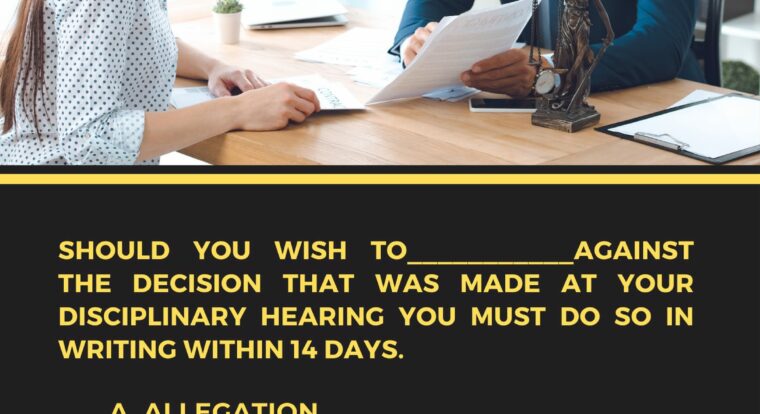 SHOULD YOU WISH TO___________AGAINST
THE DECISION THAT WAS MADE AT YOUR
DISCIPLINARY HEARING YOU MUST DO SO IN
WRITING WITHIN 14 DAYS.
A. ALLEGATION